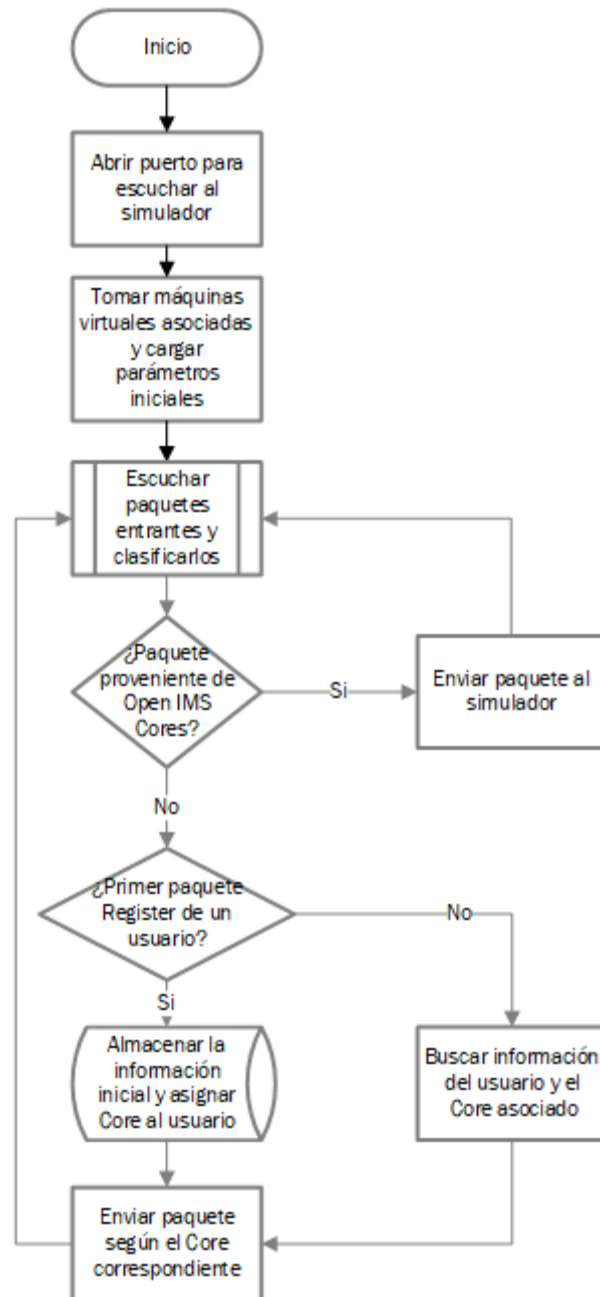 Inicio
Abrir puerto para
escuchar al
simulador
Tomar máquinas
virtuales asociadas
y cargar
parámetros
iniciales
Escuchar
paquetes
entrantes y
clasificarlos
¿Paquete
proveniente de
Open IMS
Cores?
Si
Enviar paquete al
simulador
No
¿Primer paquete
Register de un
usuario?
No
Si
Almacenar la
información
inicial y asignar
Core al usuario
Buscar información
del usuario y el
Core asociado
Enviar paquete
según el Core
correspondiente